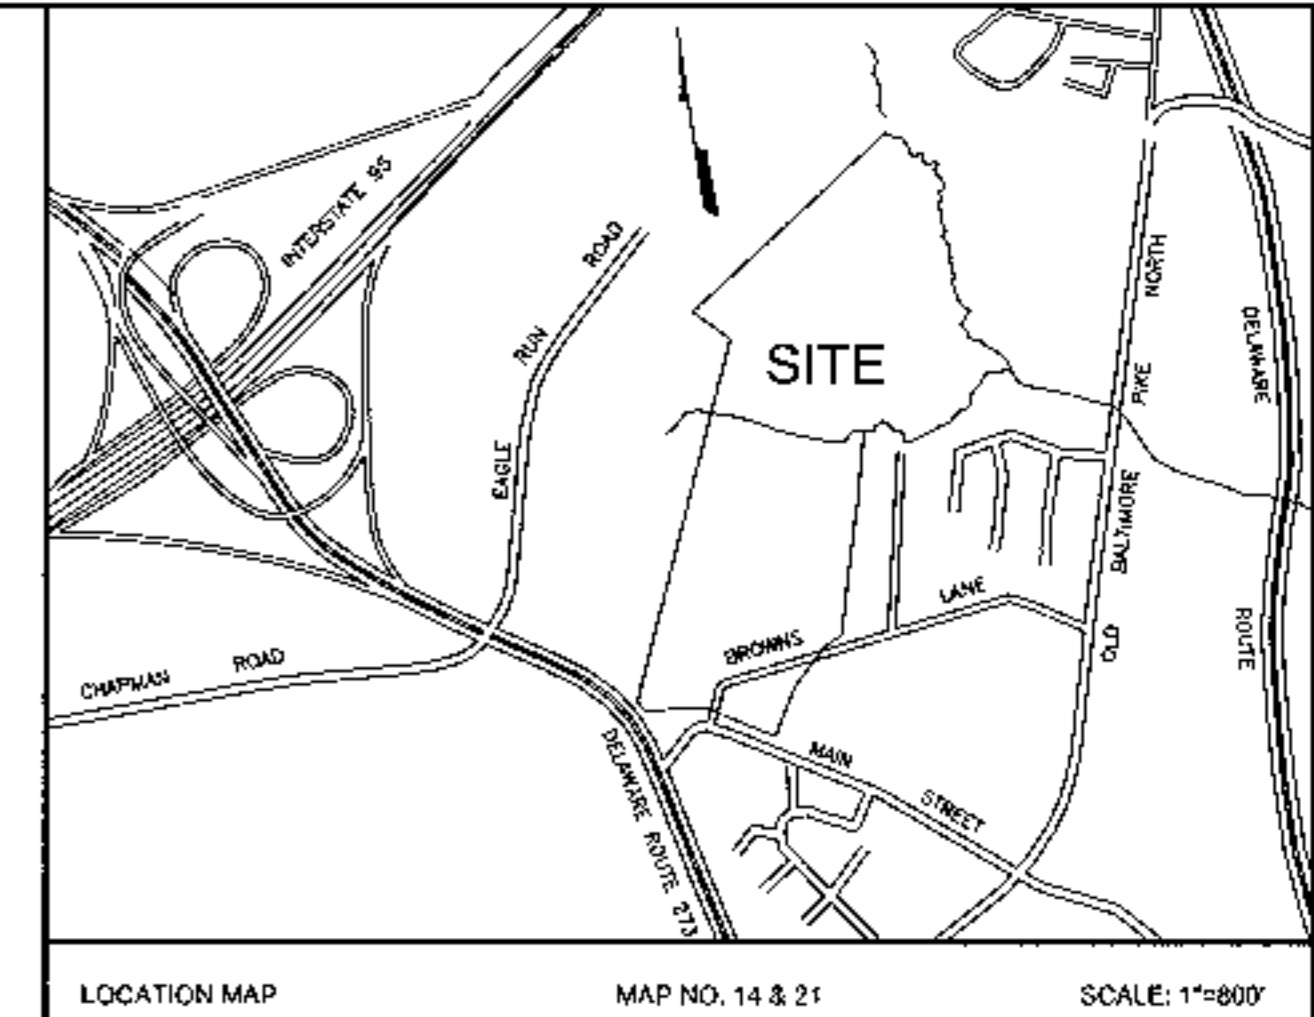 INTERSTATE 95
EAGLE RUN ROAD
SITE
NORTH
OLD BALTIMORE PIKE
DELAWARE
ROUTE
BROWNS LANE
CHAPMAN ROAD
MAIN STREET
DELAWARE ROUTE 273
LOCATION MAP
MAP NO. 14 & 21
SCALE: 1"=800'